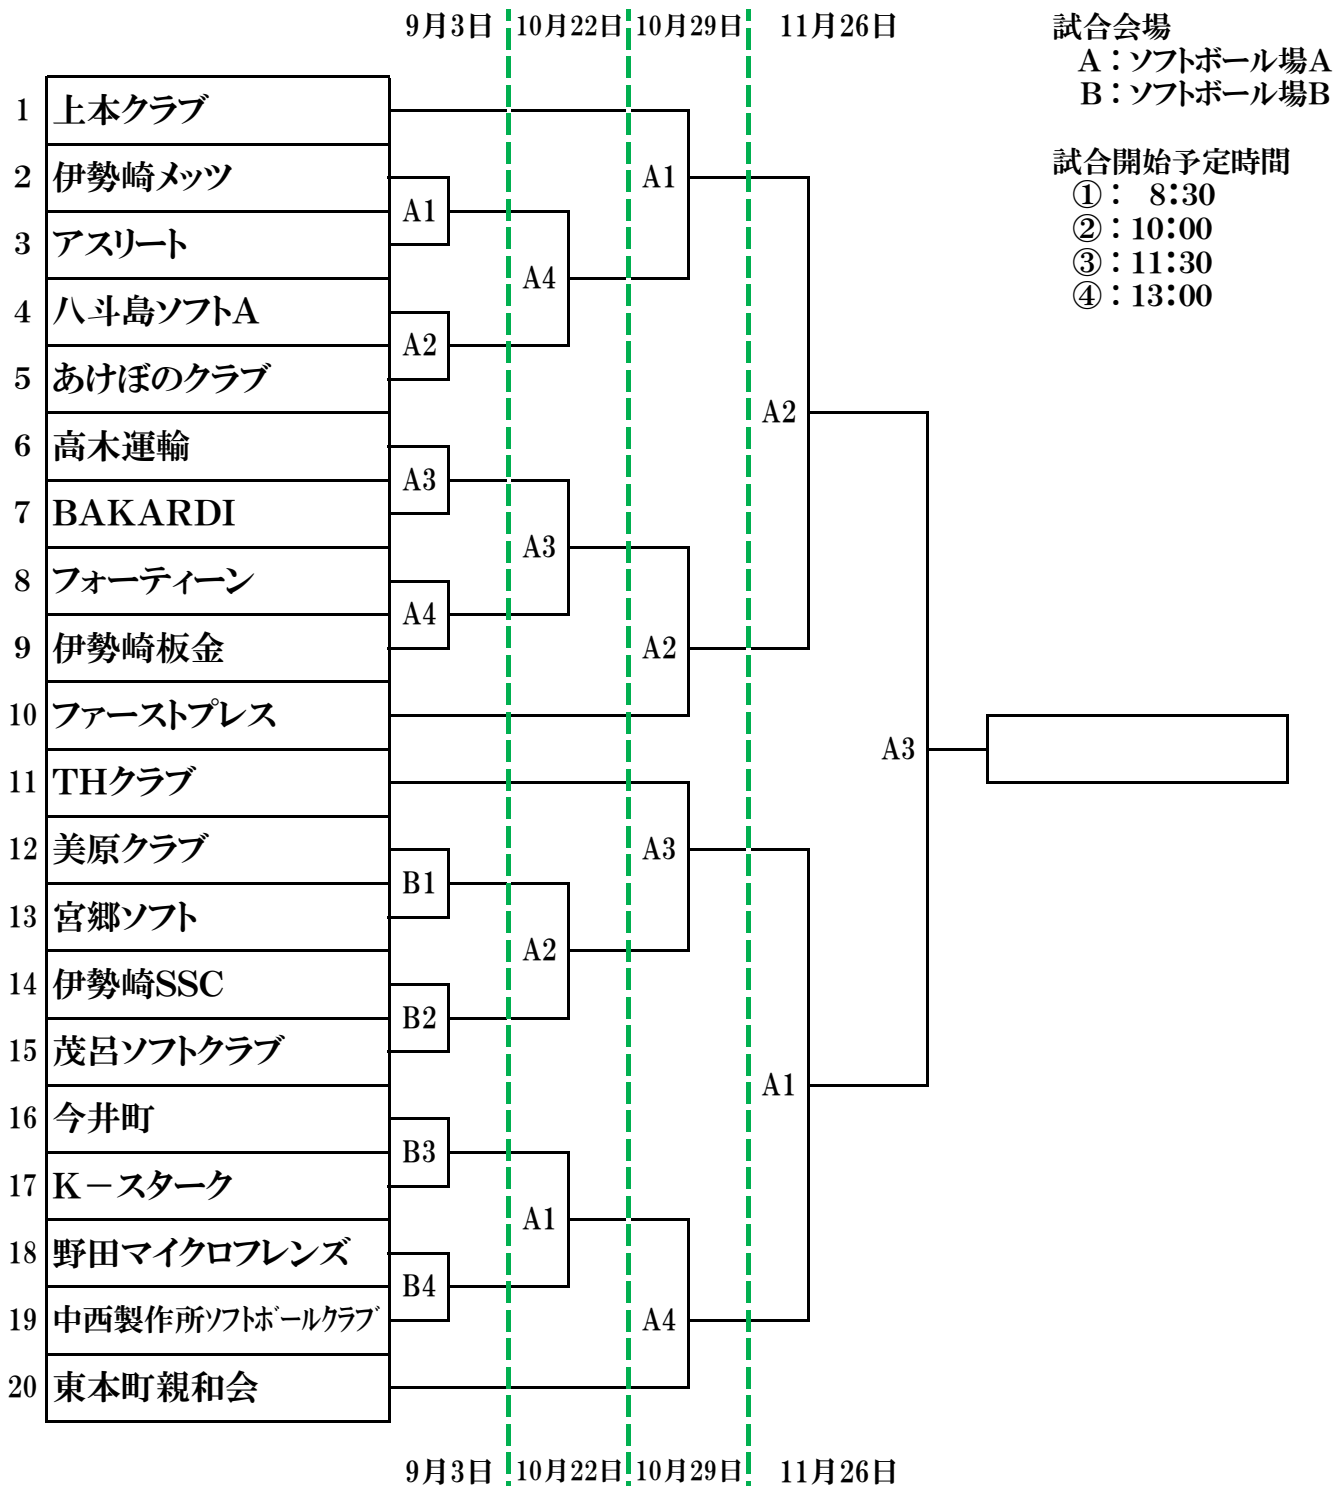 9月3日 10月22日 10月29日 11月26日
試合会場
A：ソフトボール場A
B：ソフトボール場B
試合開始予定時間
①： 8：30
②：10：00
③：11：30
④：13：00
1 上本クラブ
2 伊勢崎メッツ
3 アスリート
4 八斗島ソフトA
5 あけぼのクラブ
6 高木運輸
7 BAKARDI
8 フォーティーン
9 伊勢崎板金
10 ファーストプレス
11 THクラブ
12 美原クラブ
13 宮郷ソフト
14 伊勢崎SSC
15 茂呂ソフトクラブ
16 今井町
17 K－スターク
18 野田マイクロフレンズ
19 中西製作所ソフトボールクラブ
20 東本町親和会
A1
A2
A3
A4
B1
B2
B3
B4
A4
A3
A2
A1
A1
A2
A3
A4
A2
A1
A3
9月3日 10月22日 10月29日 11月26日